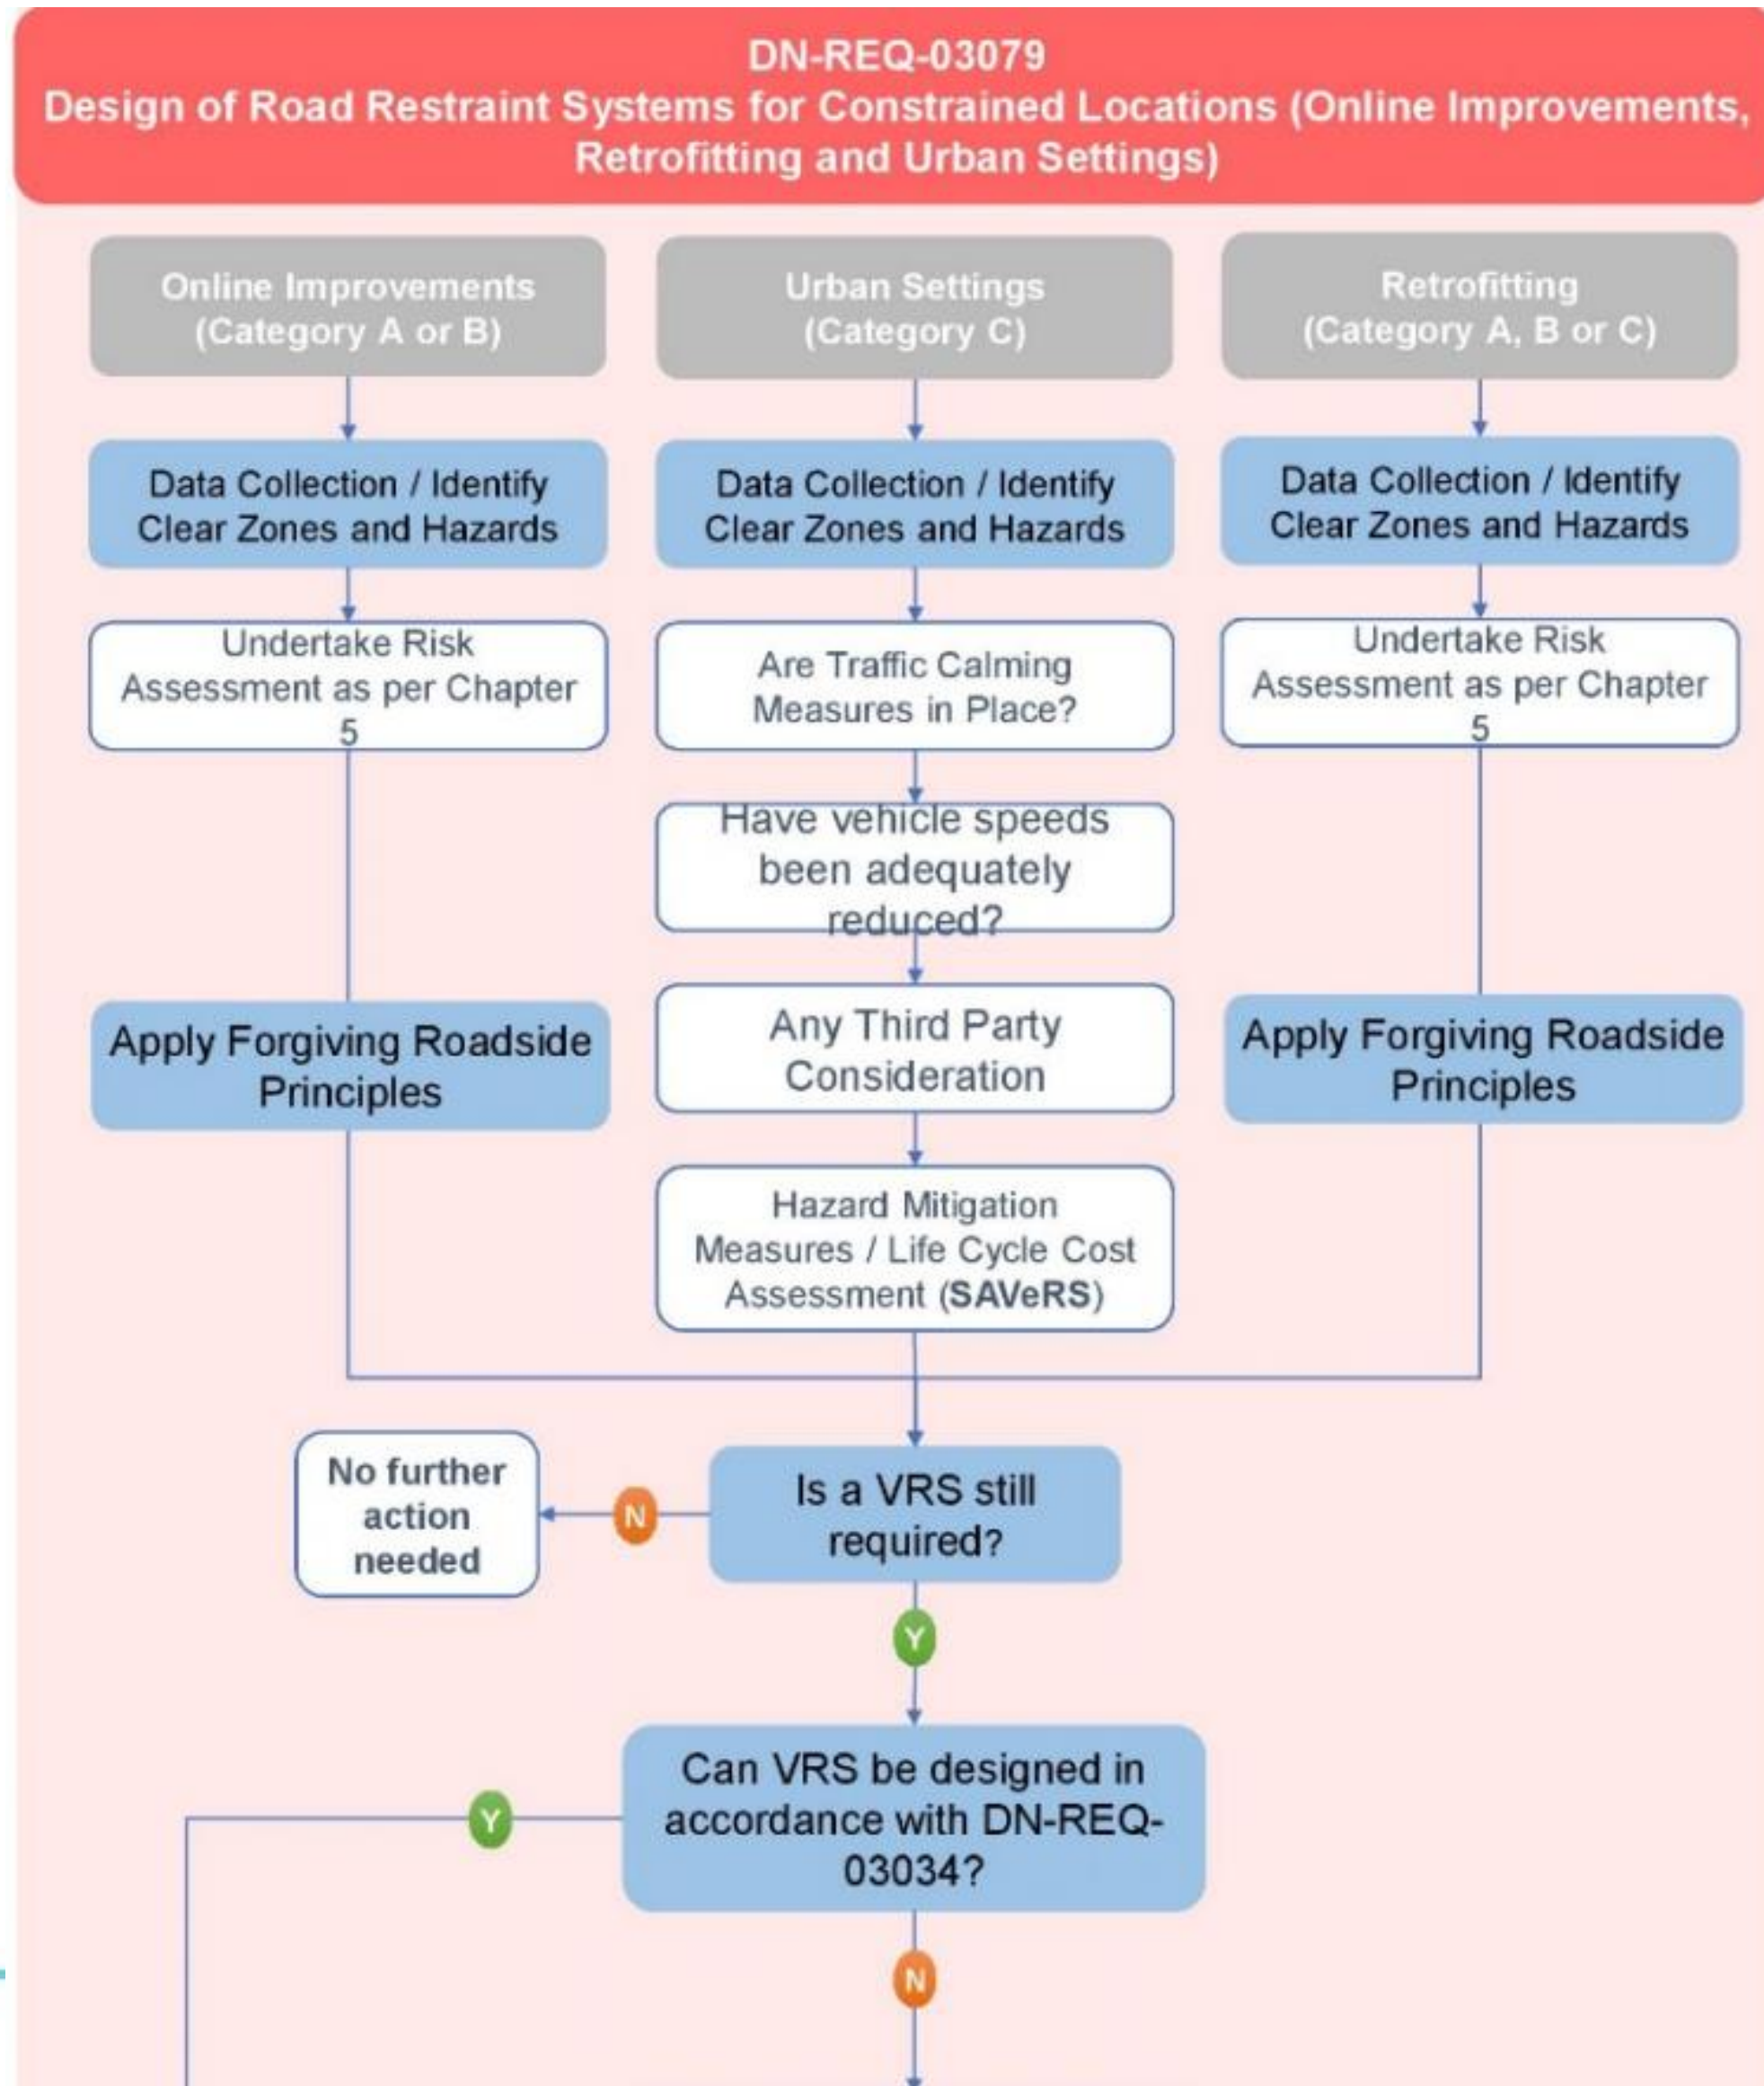 DN-REQ-03079
Design of Road Restraint Systems for Constrained Locations (Online Improvements,
Retrofitting and Urban Settings)
Online Improvements
(Category A or B)
Urban Settings
(Category C)
Retrofitting
(Category A, B or C)
Data Collection / Identify
Clear Zones and Hazards
Data Collection / Identify
Clear Zones and Hazards
Data Collection / Identify
Clear Zones and Hazards
Undertake Risk
Assessment as per Chapter
5
Are Traffic Calming
Measures in Place?
Undertake Risk
Assessment as per Chapter
5
Have vehicle speeds
been adequately
reduced?
Apply Forgiving Roadside
Principles
Any Third Party
Consideration
Apply Forgiving Roadside
Principles
Hazard Mitigation
Measures / Life Cycle Cost
Assessment (SAVeRS)
No further
action
needed
N
Is a VRS still
required?
Y
Y
Can VRS be designed in
accordance with DN-REQ-
03034?
N